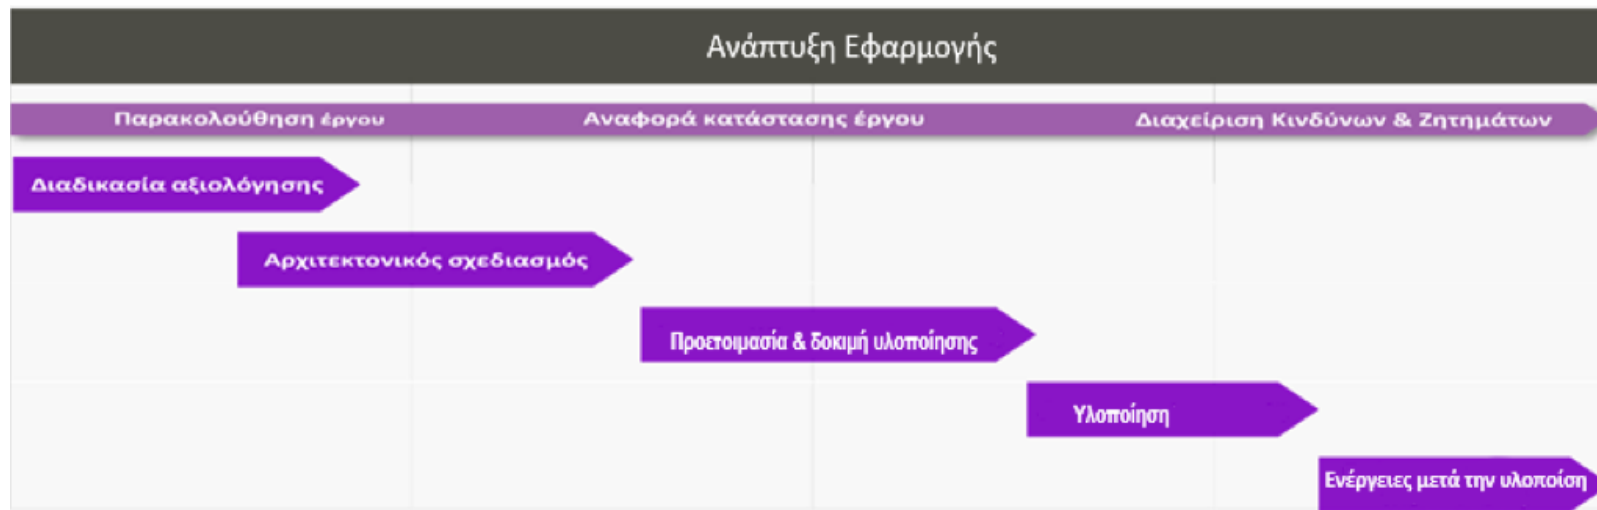 Ανάπτυξη Εφαρμογής
Παρακολούθηση έργου Αναφορά κατάστασης έργου Διαχείριση Κινδύνων & Ζητημάτων
Διαδικασία αξιολόγησης
Αρχιτεκτονικός σχεδιασμός
Προετοιμασία & δοκιμή υλοποίησης
Υλοποίηση
Ενέργειες μετά την υλοποίση